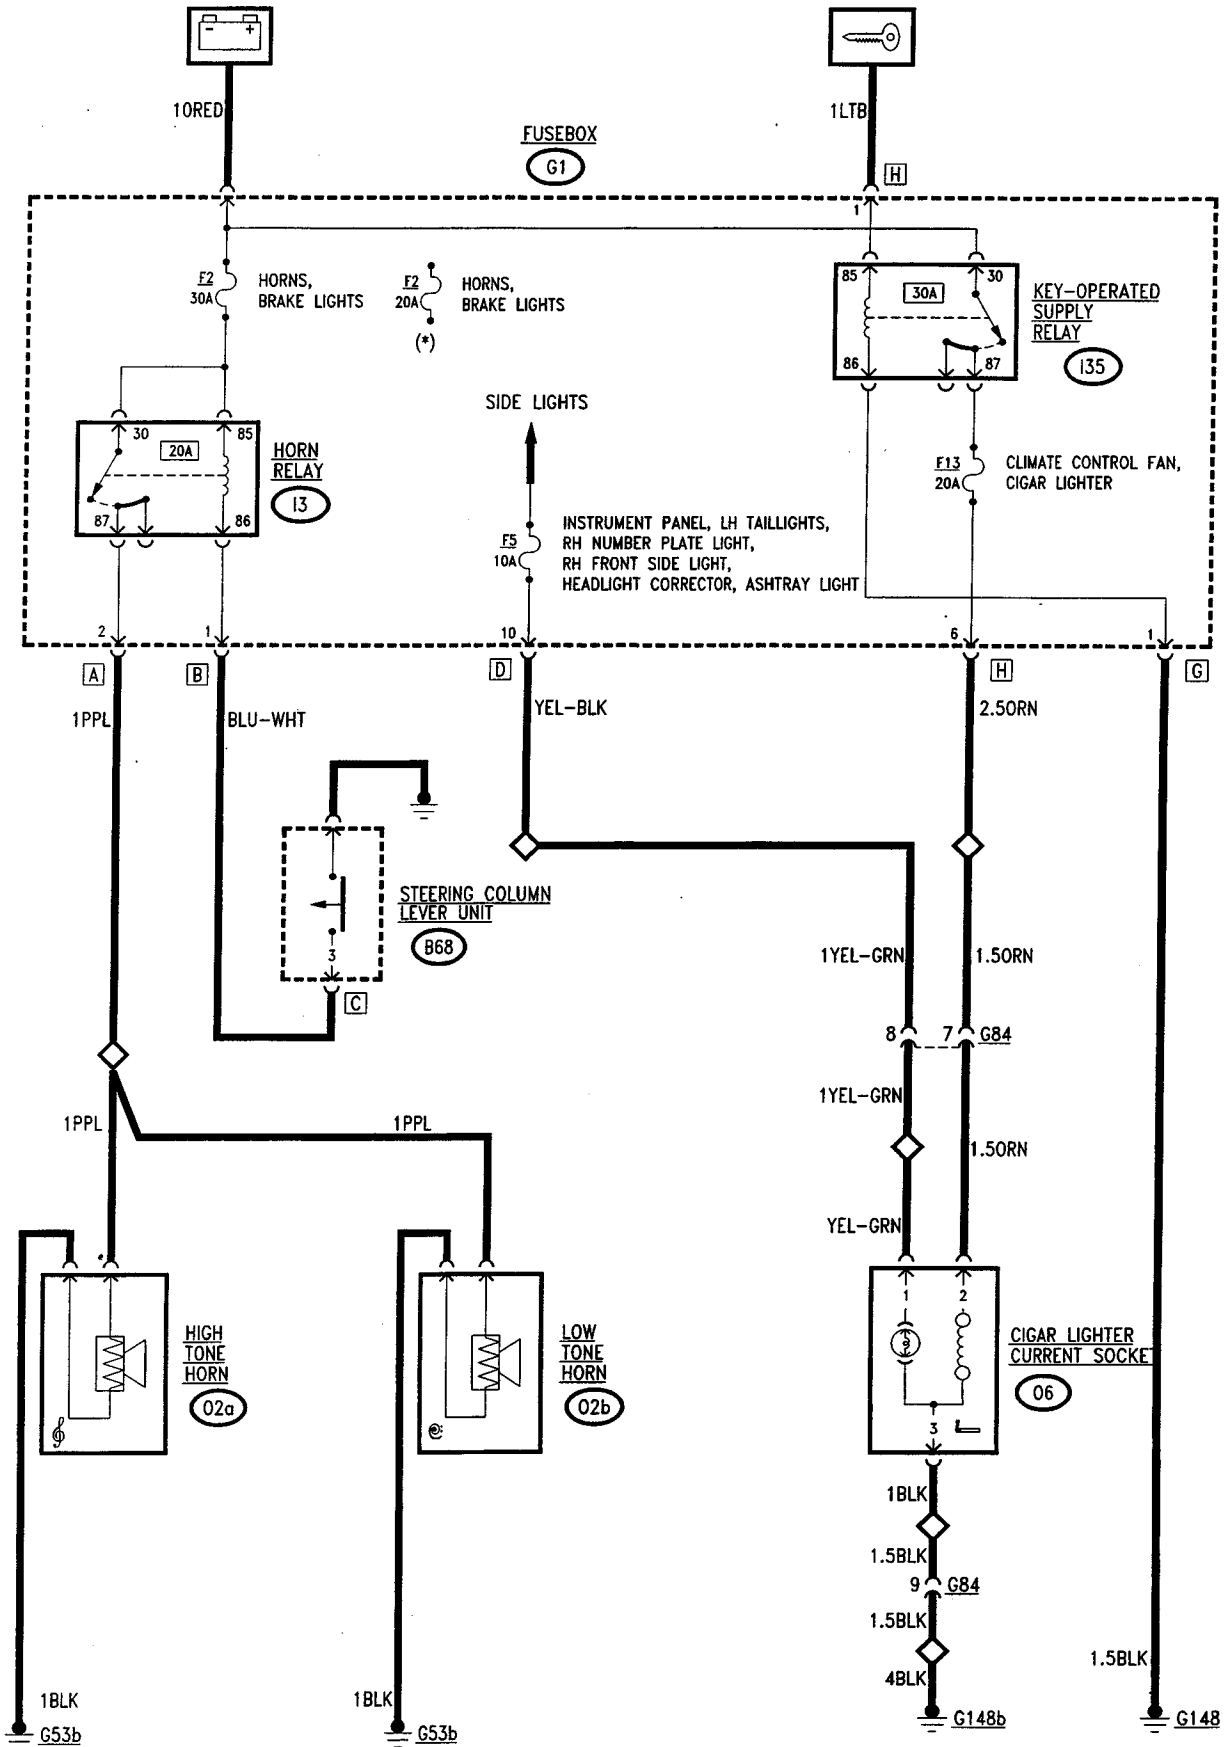 - +
10RED
1LTB
FUSEBOX
G1
H
1
F2
30A
HORNS,
BRAKE LIGHTS
F2
20A
HORNS,
BRAKE LIGHTS
(*)
85
30A
30
86
87
KEY-OPERATED
SUPPLY
RELAY
I35
SIDE LIGHTS
30
20A
85
87
86
HORN
RELAY
I3
F13
20A
CLIMATE CONTROL FAN,
CIGAR LIGHTER
F5
10A
INSTRUMENT PANEL, LH TAILLIGHTS,
RH NUMBER PLATE LIGHT,
RH FRONT SIDE LIGHT,
HEADLIGHT CORRECTOR, ASHTRAY LIGHT
2
1
10
6
1
A
B
D
H
G
1PPL
BLU-WHT
YEL-BLK
2.5ORN
STEERING COLUMN
LEVER UNIT
B68
3
C
1YEL-GRN
1.5ORN
8
7
G84
1YEL-GRN
1.5ORN
1PPL
1PPL
YEL-GRN
HIGH
TONE
HORN
O2a
LOW
TONE
HORN
O2b
1
2
3
CIGAR LIGHTER
CURRENT SOCKET
O6
1BLK
1.5BLK
9
G84
1.5BLK
4BLK
1.5BLK
1BLK
1BLK
G53b
G53b
G148b
G148